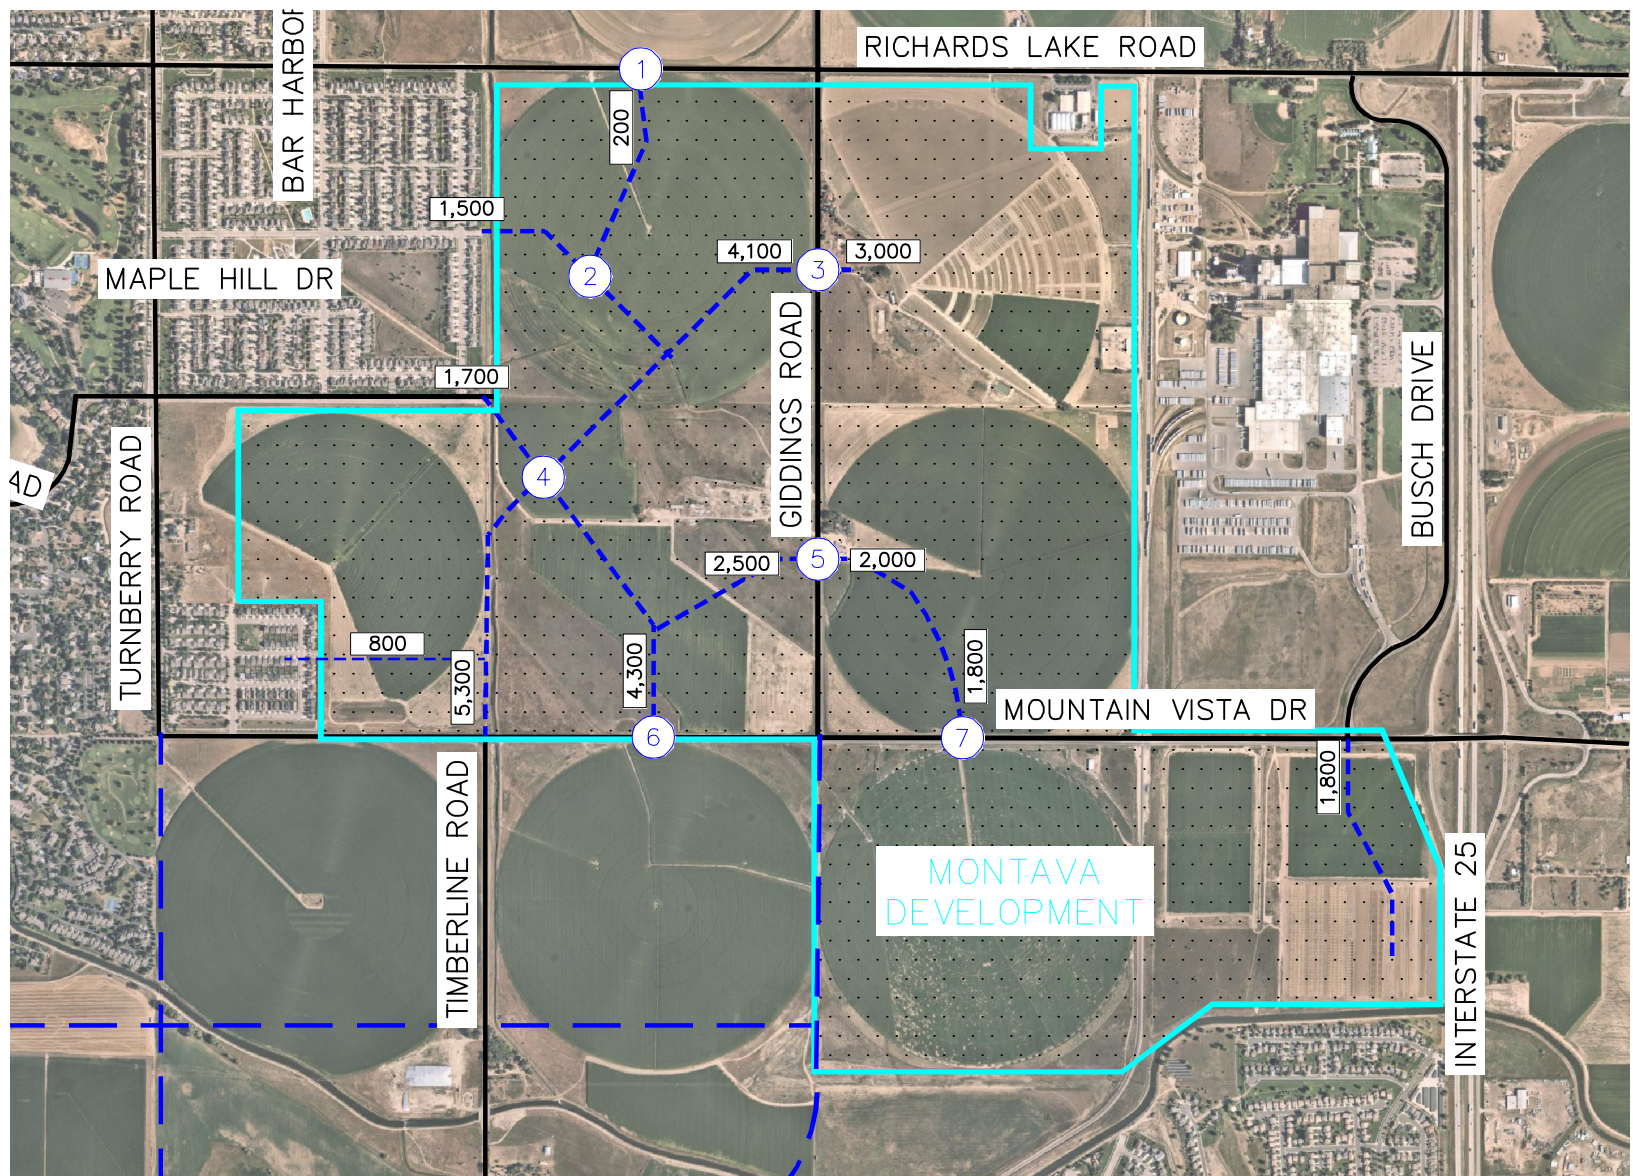 RICHARDS LAKE ROAD
BAR HARBOR
1
200
1,500
4,100
3
3,000
2
MAPLE HILL DR
1,700
GIDDINGS ROAD
BUSCH DRIVE
TURNBERRY ROAD
AD
4
2,500
5
2,000
800
5,300
4,300
1,800
6
7
MOUNTAIN VISTA DR
1,800
TIMBERLINE ROAD
MONTAVA
DEVELOPMENT
INTERSTATE 25